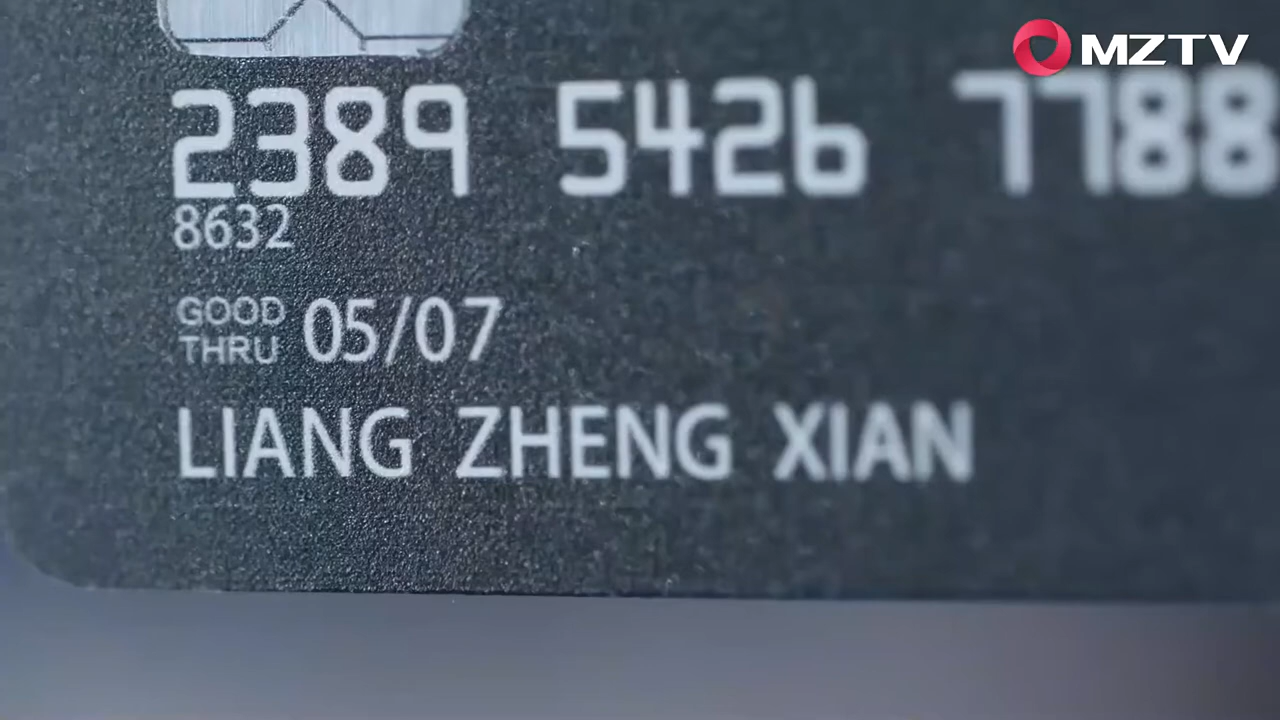 MZTV
2389 5426 7788
8632
GOOD THRU 05/07
LIANG ZHENG XIAN